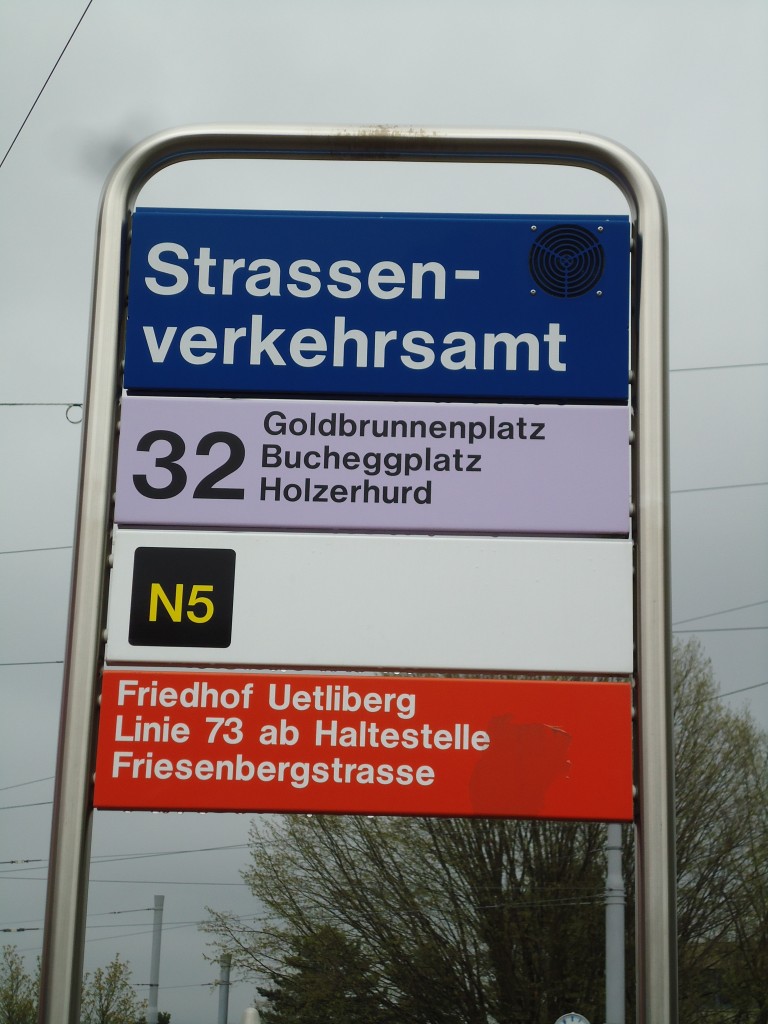 Strassen-
verkehrsamt
32
Goldbrunnenplatz
Bucheggplatz
Holzerhurd
N5
Friedhof Uetliberg
Linie 73 ab Haltestelle
Friesenbergstrasse